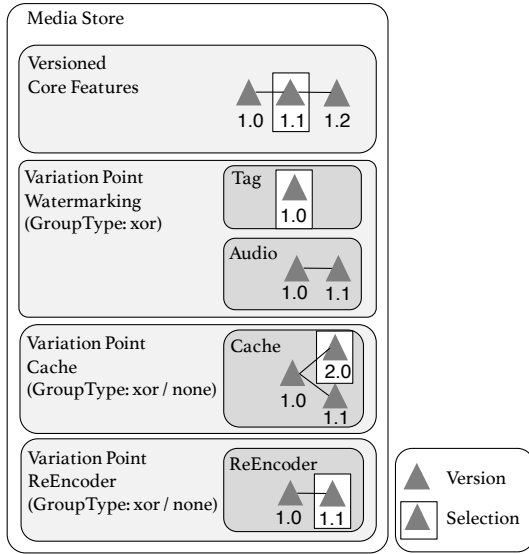 Media Store
Versioned
Core Features
1.0 1.1 1.2
Variation Point
Watermarking
(GroupType: xor)
Tag
1.0
Audio
1.0 1.1
Variation Point
Cache
(GroupType: xor / none)
Cache
2.0
1.0
1.1
Variation Point
ReEncoder
(GroupType: xor / none)
ReEncoder
1.0 1.1
Version
Selection